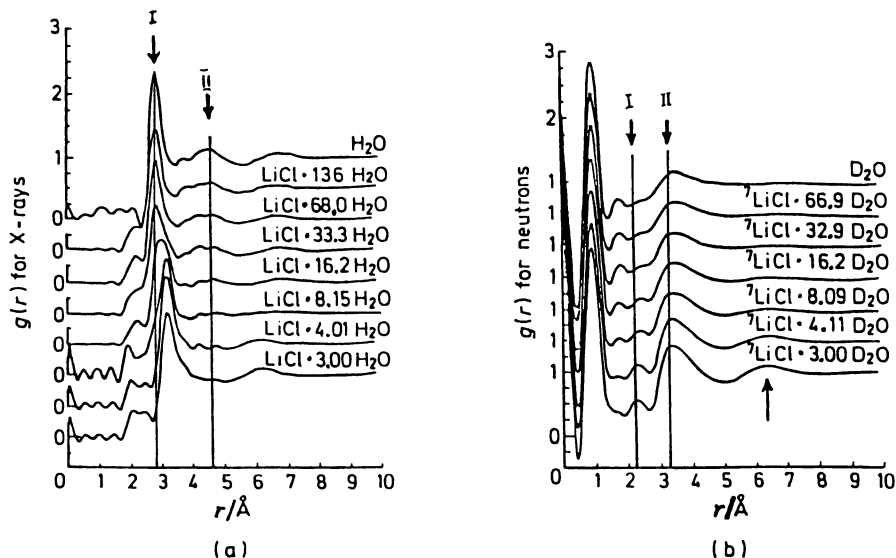 I
II
3
2
1
0
0
0
0
0
0
0
0
g(r) for X-rays
H₂O
LiCl·136 H₂O
LiCl·68,0 H₂O
LiCl·33.3 H₂O
LiCl·16.2 H₂O
LiCl·8.15 H₂O
LiCl·4.01 H₂O
LiCl·3.00 H₂O
0 1 2 3 4 5 6 7 8 9 10
r/Å
(a)
I
II
3
2
1
1
1
1
1
1
1
0
g(r) for neutrons
D₂O
⁷LiCl·66.9 D₂O
⁷LiCl·32.9 D₂O
⁷LiCl·16.2 D₂O
⁷LiCl·8.09 D₂O
⁷LiCl·4.11 D₂O
⁷LiCl·3.00 D₂O
0 1 2 3 4 5 6 7 8 9 10
r/Å
(b)